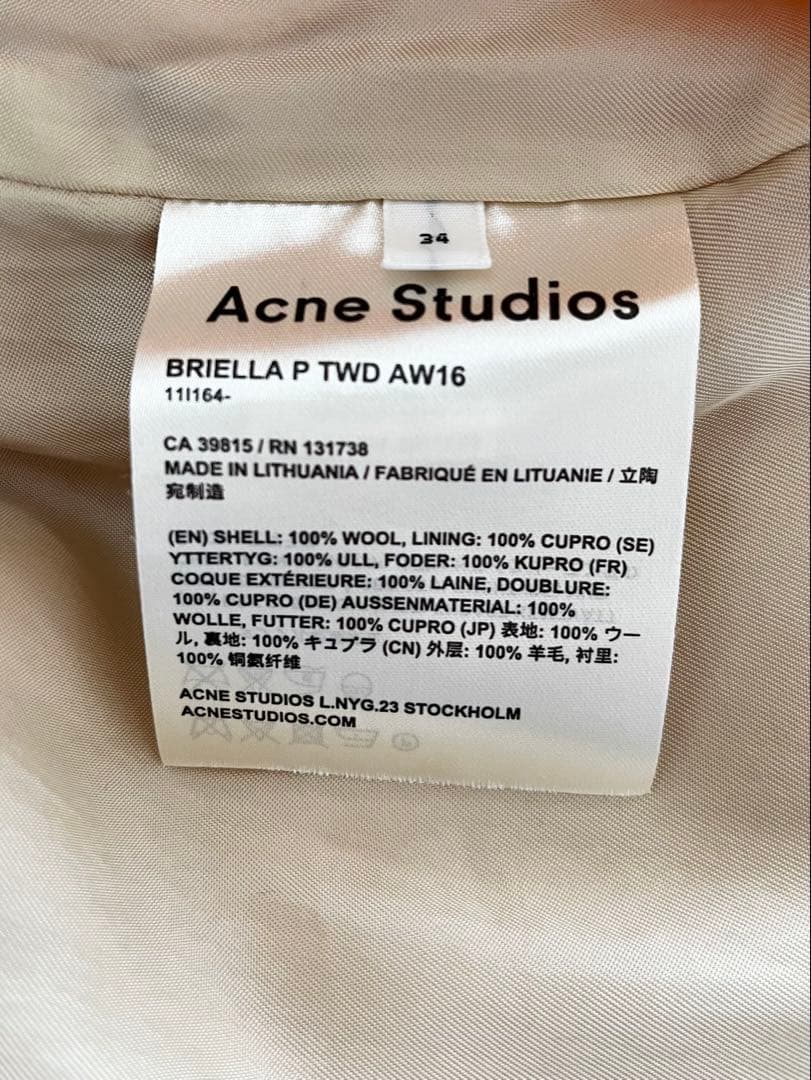 34
Acne Studios
BRIELLA P TWD AW16
11I164-
CA 39815 / RN 131738
MADE IN LITHUANIA / FABRIQUÉ EN LITUANIE / 立陶
宛制造
(EN) SHELL: 100% WOOL, LINING: 100% CUPRO (SE)
YTTERTYG: 100% ULL, FODER: 100% KUPRO (FR)
COQUE EXTÉRIEURE: 100% LAINE, DOUBLURE:
100% CUPRO (DE) AUSSENMATERIAL: 100%
WOLLE, FUTTER: 100% CUPRO (JP) 表地: 100% ウー
ル, 裏地: 100% キュプラ (CN) 外层: 100% 羊毛, 衬里:
100% 铜氨纤维
ACNE STUDIOS L.NYG.23 STOCKHOLM
ACNESTUDIOS.COM